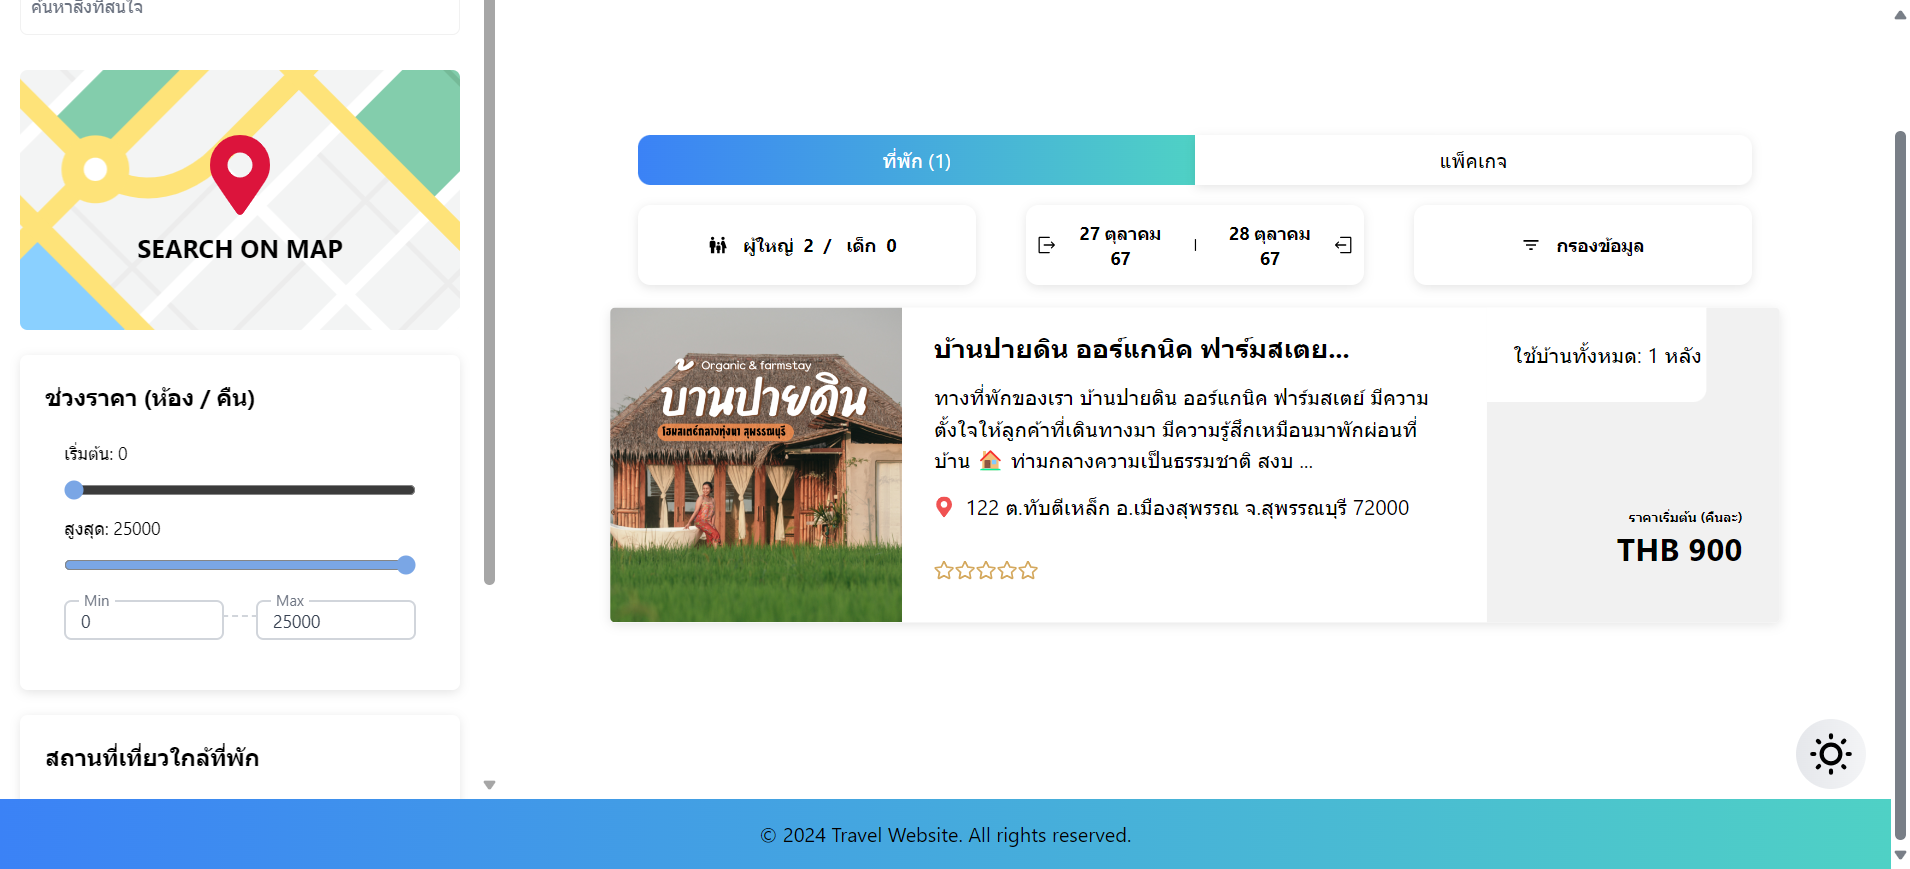 ค้นหาสิ่งที่สนใจ
SEARCH ON MAP
ช่วงราคา (ห้อง / คืน)
เริ่มต้น: 0
สูงสุด: 25000
Min
0
Max
25000
สถานที่เที่ยวใกล้ที่พัก
ที่พัก (1)
แพ็คเกจ
ผู้ใหญ่ 2 / เด็ก 0
27 ตุลาคม
67
28 ตุลาคม
67
กรองข้อมูล
Organic & farmstay
บ้านปายดิน
โฮมสเตย์กลางทุ่งนา สุพรรณบุรี
บ้านปายดิน ออร์แกนิค ฟาร์มสเตย...
ทางที่พักของเรา บ้านปายดิน ออร์แกนิค ฟาร์มสเตย์ มีความ
ตั้งใจให้ลูกค้าที่เดินทางมา มีความรู้สึกเหมือนมาพักผ่อนที่
บ้าน 🏠 ท่ามกลางความเป็นธรรมชาติ สงบ ...
122 ต.ทับตีเหล็ก อ.เมืองสุพรรณ จ.สุพรรณบุรี 72000
ใช้บ้านทั้งหมด: 1 หลัง
ราคาเริ่มต้น (คืนละ)
THB 900
© 2024 Travel Website. All rights reserved.